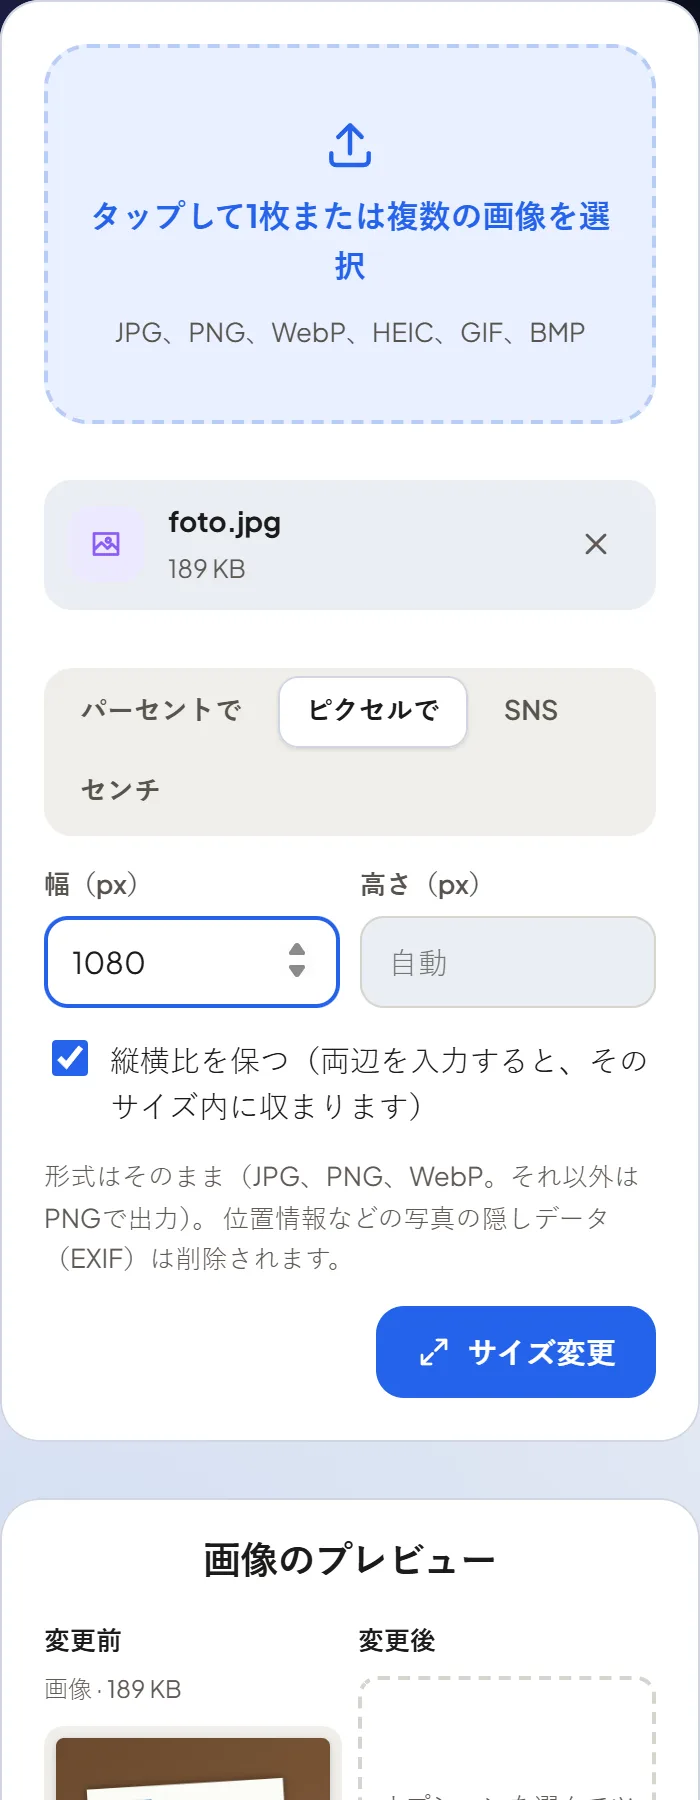 タップして1枚または複数の画像を選
択
JPG、PNG、WebP、HEIC、GIF、BMP
foto.jpg
189 KB
パーセントで
ピクセルで
SNS
センチ
幅（px）
高さ（px）
1080
自動
縦横比を保つ（両辺を入力すると、その
サイズ内に収まります）
形式はそのまま（JPG、PNG、WebP。それ以外は
PNGで出力）。位置情報などの写真の隠しデータ
（EXIF）は削除されます。
サイズ変更
画像のプレビュー
変更前
変更後
画像 · 189 KB